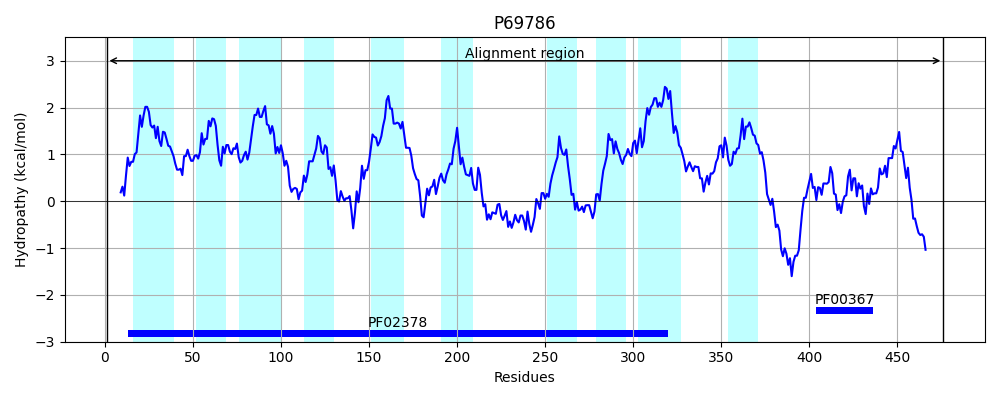 P69786
Alignment region
3
2
1
0
−1
−2
−3
Hydropathy (kcal/mol)
PF00367
PF02378
0 50 100 150 200 250 300 350 400 450
Residues